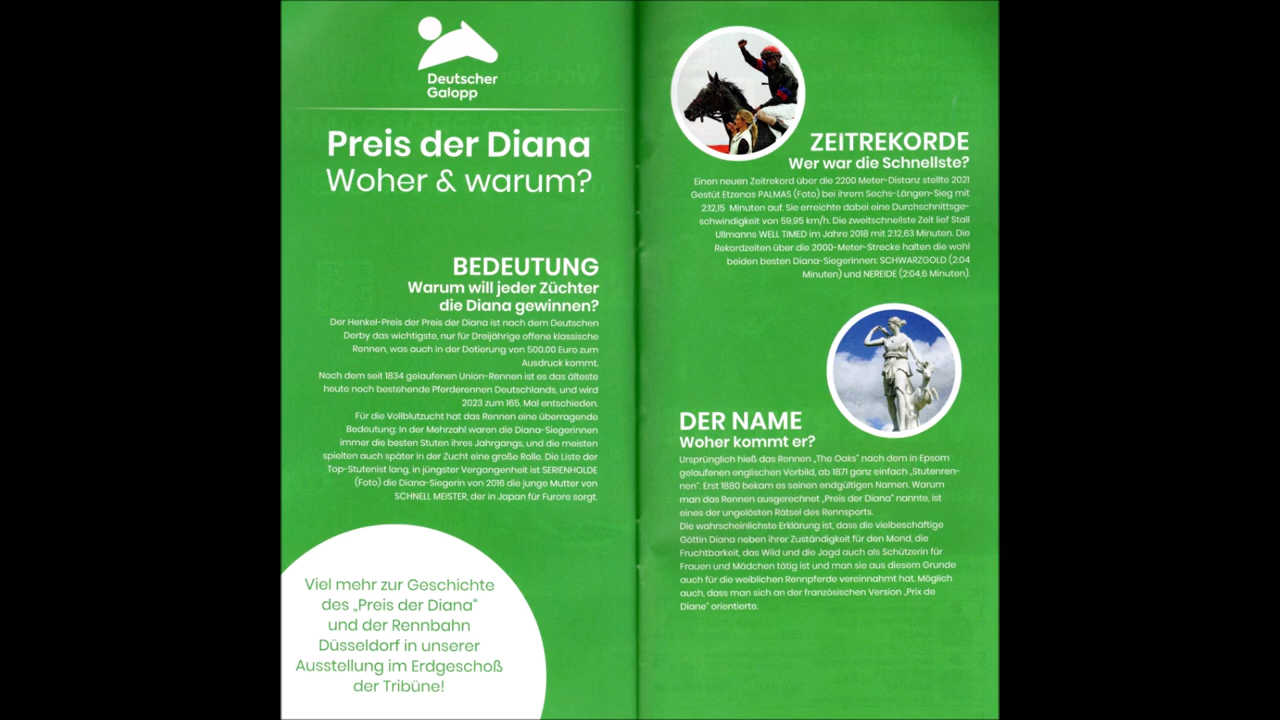 Deutscher
Galopp
Preis der Diana
Woher & warum?
BEDEUTUNG
Warum will jeder Züchter
die Diana gewinnen?
Der Henkel-Preis der Preis der Diana ist nach dem Deutschen
Derby das wichtigste, nur für Dreijährige offene klassische
Rennen, was auch in der Dotierung von 500.00 Euro zum
Ausdruck kommt.
Nach dem seit 1834 gelaufenen Union-Rennen ist es das älteste
heute noch bestehende Pferderennen Deutschlands, und wird
2023 zum 165. Mal entschieden.
Für die Vollblutzucht hat das Rennen eine überragende
Bedeutung: In der Mehrzahl waren die Diana-Siegerinnen
immer die besten Stuten ihres Jahrgangs, und die meisten
spielten auch später in der Zucht eine große Rolle. Die Liste der
Top-Stutenist lang, in jüngster Vergangenheit ist SERIENHOLDE
(Foto) die Diana-Siegerin von 2016 die junge Mutter von
SCHNELL MEISTER, der in Japan für Furore sorgt.
Viel mehr zur Geschichte
des „Preis der Diana“
und der Rennbahn
Düsseldorf in unserer
Ausstellung im Erdgeschoß
der Tribüne!
ZEITREKORDE
Wer war die Schnellste?
Einen neuen Zeitrekord über die 2200 Meter-Distanz stellte 2021
Gestüt Etzenas PALMAS (Foto) bei ihrem Sechs-Längen-Sieg mit
2:12,15 Minuten auf. Sie erreichte dabei eine Durchschnittsge-
schwindigkeit von 59,95 km/h. Die zweitschnellste Zeit lief Stall
Ullmanns WELL TIMED im Jahre 2018 mit 2:12,63 Minuten. Die
Rekordzeiten über die 2000-Meter-Strecke halten die wohl
beiden besten Diana-Siegerinnen: SCHWARZGOLD (2:04
Minuten) und NEREIDE (2:04,6 Minuten).
DER NAME
Woher kommt er?
Ursprünglich hieß das Rennen „The Oaks“ nach dem in Epsom
gelaufenen englischen Vorbild, ab 1871 ganz einfach „Stutenren-
nen“. Erst 1880 bekam es seinen endgültigen Namen. Warum
man das Rennen ausgerechnet „Preis der Diana“ nannte, ist
eines der ungelösten Rätsel des Rennsports.
Die wahrscheinlichste Erklärung ist, dass die vielbeschäftige
Göttin Diana neben ihrer Zuständigkeit für den Mond, die
Fruchtbarkeit, das Wild und die Jagd auch als Schützerin für
Frauen und Mädchen tätig ist und man sie aus diesem Grunde
auch für die weiblichen Rennpferde vereinnahmt hat. Möglich
auch, dass man sich an der französischen Version „Prix de
Diane“ orientierte.